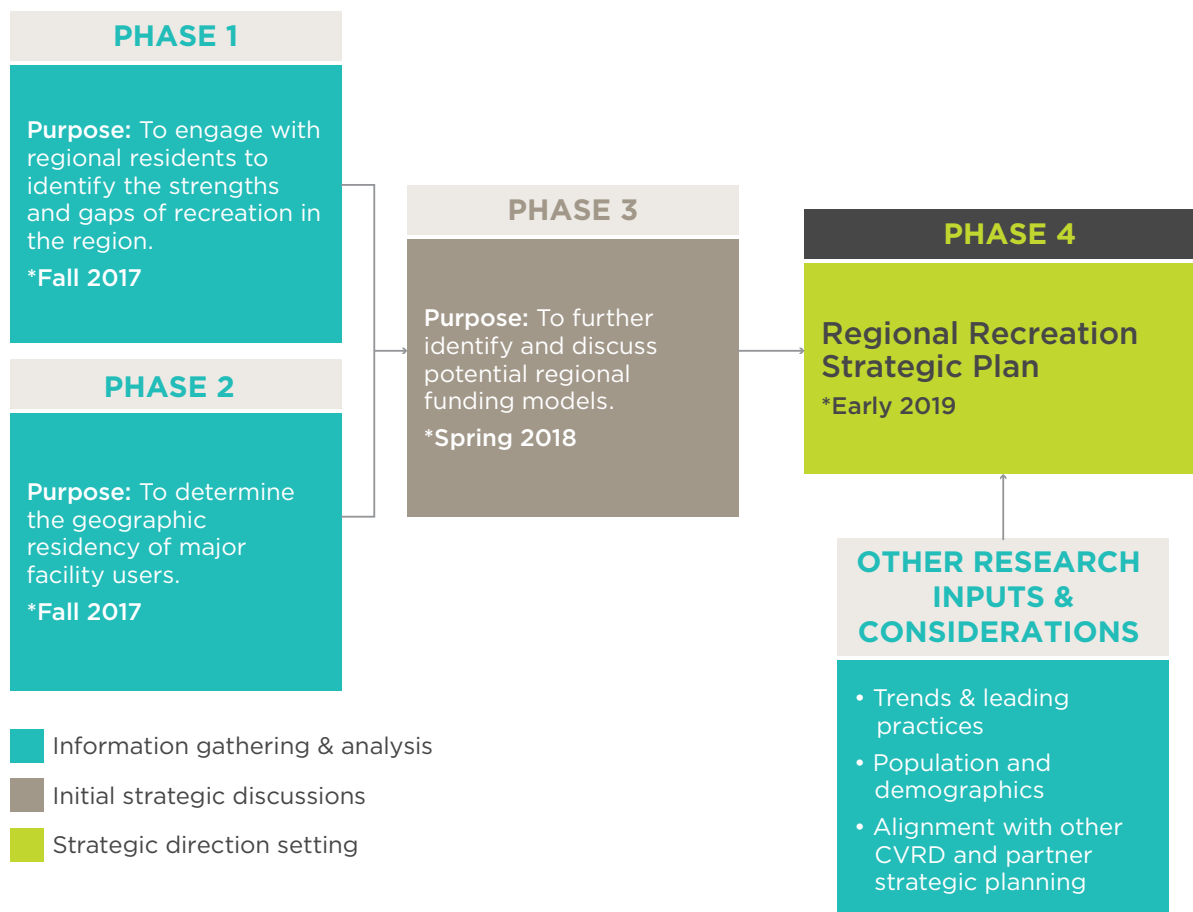 PHASE 1
Purpose: To engage with
regional residents to
identify the strengths
and gaps of recreation in
the region.
*Fall 2017
PHASE 2
Purpose: To determine
the geographic
residency of major
facility users.
*Fall 2017
PHASE 3
Purpose: To further
identify and discuss
potential regional
funding models.
*Spring 2018
PHASE 4
Regional Recreation
Strategic Plan
*Early 2019
OTHER RESEARCH
INPUTS &
CONSIDERATIONS
• Trends & leading
practices
• Population and
demographics
• Alignment with other
CVRD and partner
strategic planning
Information gathering & analysis
Initial strategic discussions
Strategic direction setting